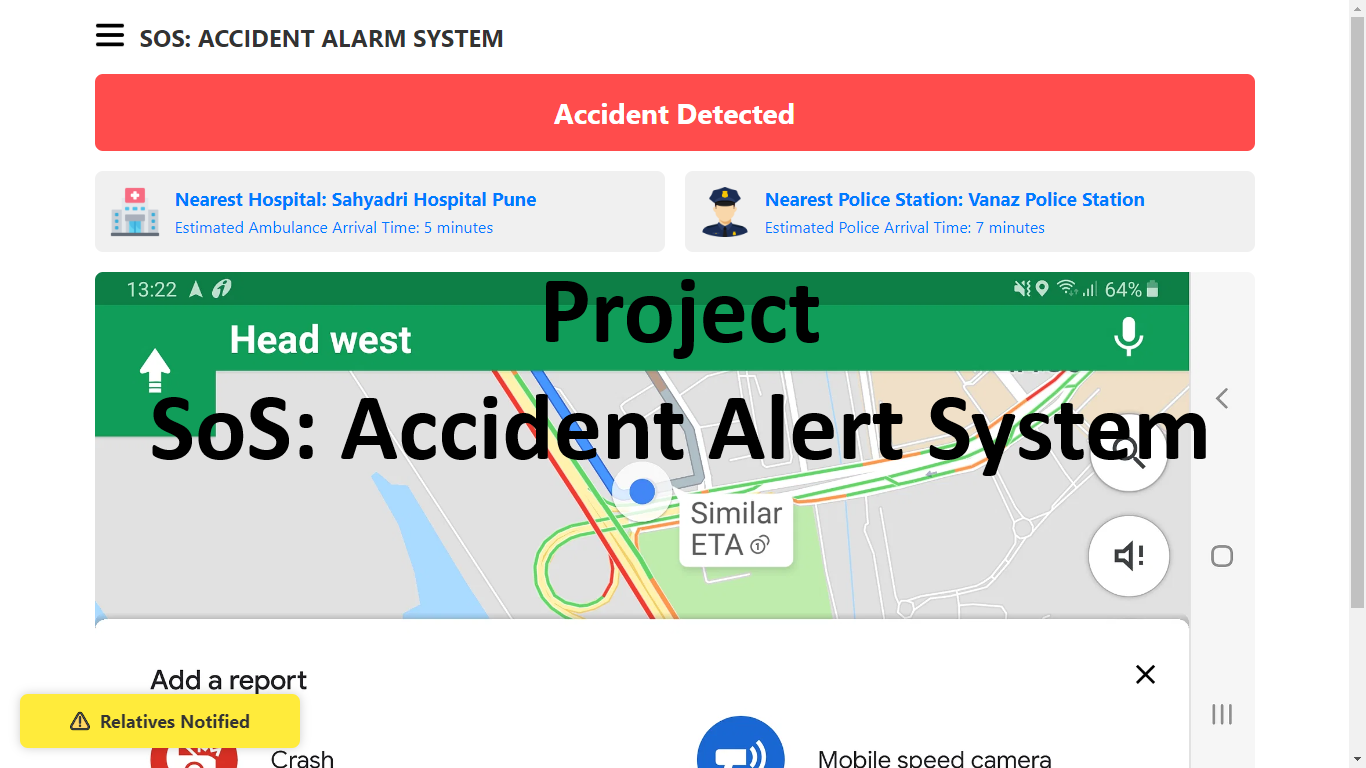 SOS: ACCIDENT ALARM SYSTEM
Accident Detected
Nearest Hospital: Sahyadri Hospital Pune
Estimated Ambulance Arrival Time: 5 minutes
Nearest Police Station: Vanaz Police Station
Estimated Police Arrival Time: 7 minutes
13:22
64%
Project
Head west
SoS: Accident Alert System
Similar
ETA
Add a report
Relatives Notified
Crash
Mobile speed camera